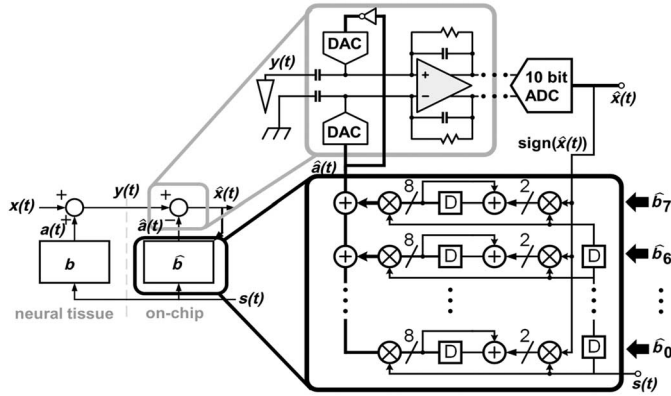 DAC
y(t)
+
−
10 bit
ADC
x̂(t)
DAC
sign(x̂(t))
â(t)
8
D
+
2
b̂7
x(t)
+
+
y(t)
+
−
x̂(t)
a(t)
â(t)
b
b̂
s(t)
neural tissue
on-chip
8
D
+
2
D
b̂6
8
D
+
2
D
b̂0
s(t)